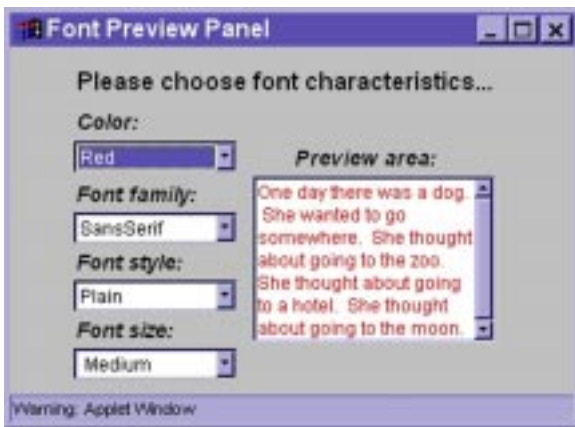 Font Preview Panel
Please choose font characteristics...
Color:
Red
Font family:
SansSerif
Font style:
Plain
Font size:
Medium
Preview area:
One day there was a dog.
She wanted to go
somewhere. She thought
about going to the zoo.
She thought about going
to a hotel. She thought
about going to the moon.
Warning: Applet Window